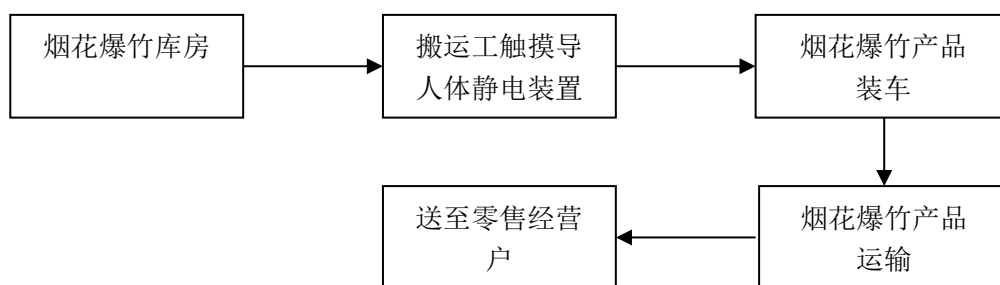 烟花爆竹库房
搬运工触摸导
人体静电装置
烟花爆竹产品
装车
烟花爆竹产品
运输
送至零售经营
户